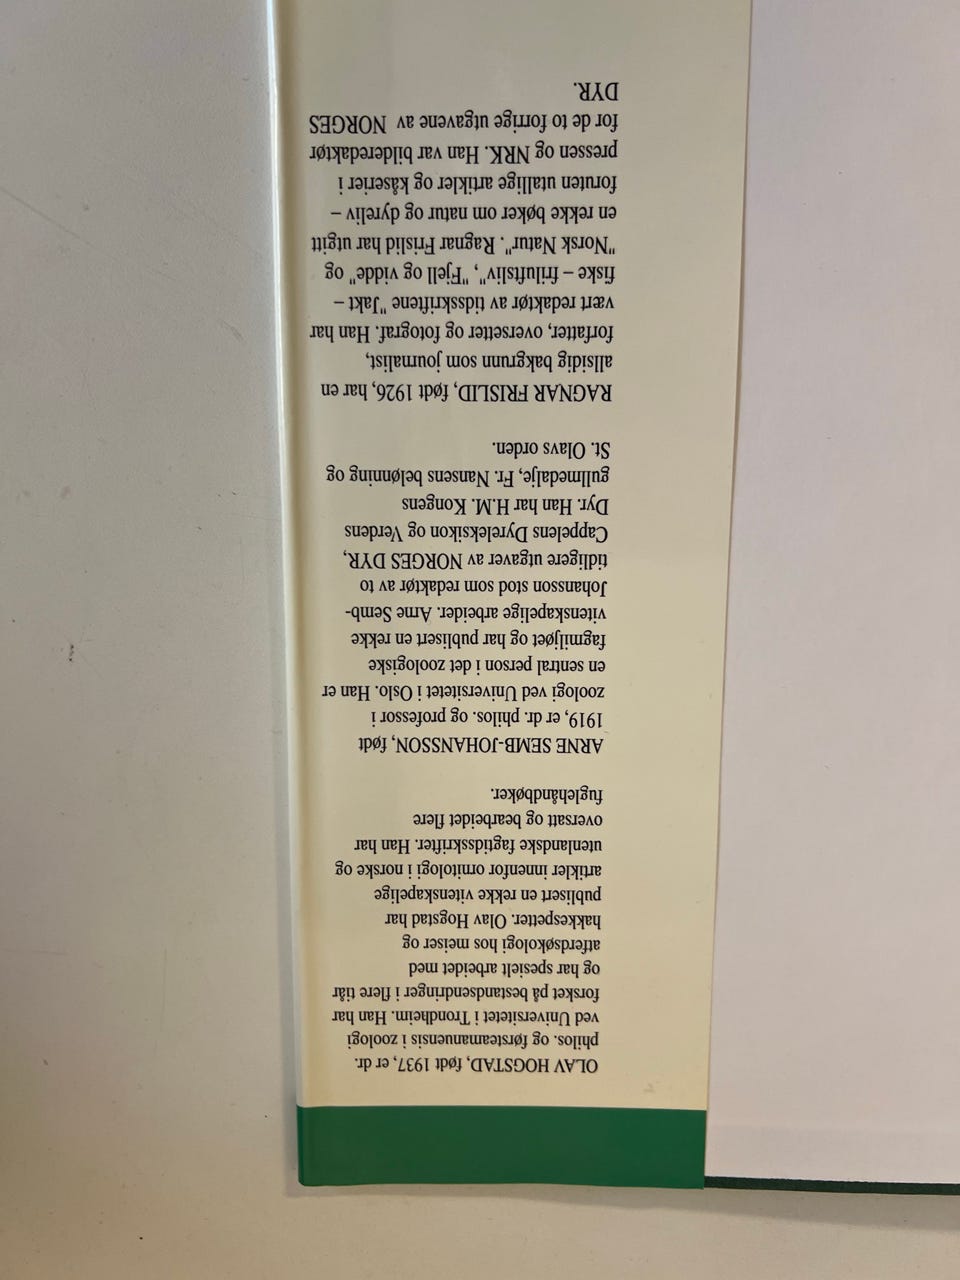 OLAV HOGSTAD, født 1937, er dr.
philos. og førsteamanuensis i zoologi
ved Universitetet i Trondheim. Han har
forsket på bestandsendringer i flere tiår
og har spesielt arbeidet med
atferdsøkologi hos meiser og
hakkespetter. Olav Hogstad har
publisert en rekke vitenskapelige
artikler innenfor ornitologi i norske og
utenlandske fagtidsskrifter. Han har
oversatt og bearbeidet flere
fuglehåndbøker.
ARNE SEMB-JOHANSSON, født
1919, er dr. philos. og professor i
zoologi ved Universitetet i Oslo. Han er
en sentral person i det zoologiske
fagmiljøet og har publisert en rekke
vitenskapelige arbeider. Arne Semb-
Johansson stod som redaktør av to
tidligere utgaver av NORGES DYR,
Cappelens Dyreleksikon og Verdens
Dyr. Han har H.M. Kongens
gullmedalje, Fr. Nansens belønning og
St. Olavs orden.
RAGNAR FRISLID, født 1926, har en
allsidig bakgrunn som journalist,
forfatter, oversetter og fotograf. Han har
vært redaktør av tidsskriftene "Jakt –
fiske – friluftsliv", "Fjell og vidde" og
"Norsk Natur". Ragnar Frislid har utgitt
en rekke bøker om natur og dyreliv –
foruten utallige artikler og kåserier i
pressen og NRK. Han var billedredaktør
for de to forrige utgavene av NORGES
DYR.